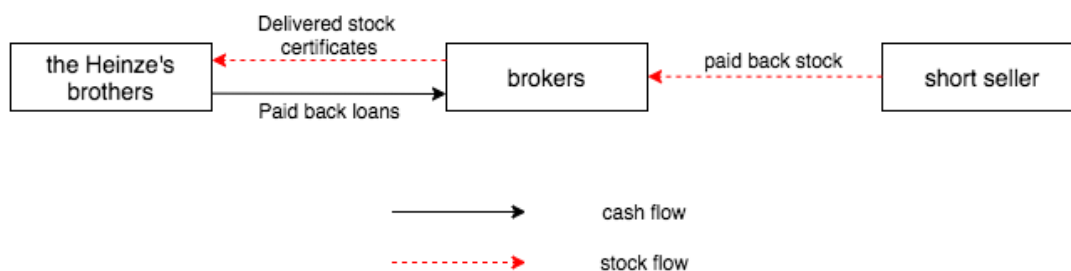 Delivered stock
certificates
the Heinze's
brothers
Paid back loans
brokers
paid back stock
short seller
cash flow
stock flow